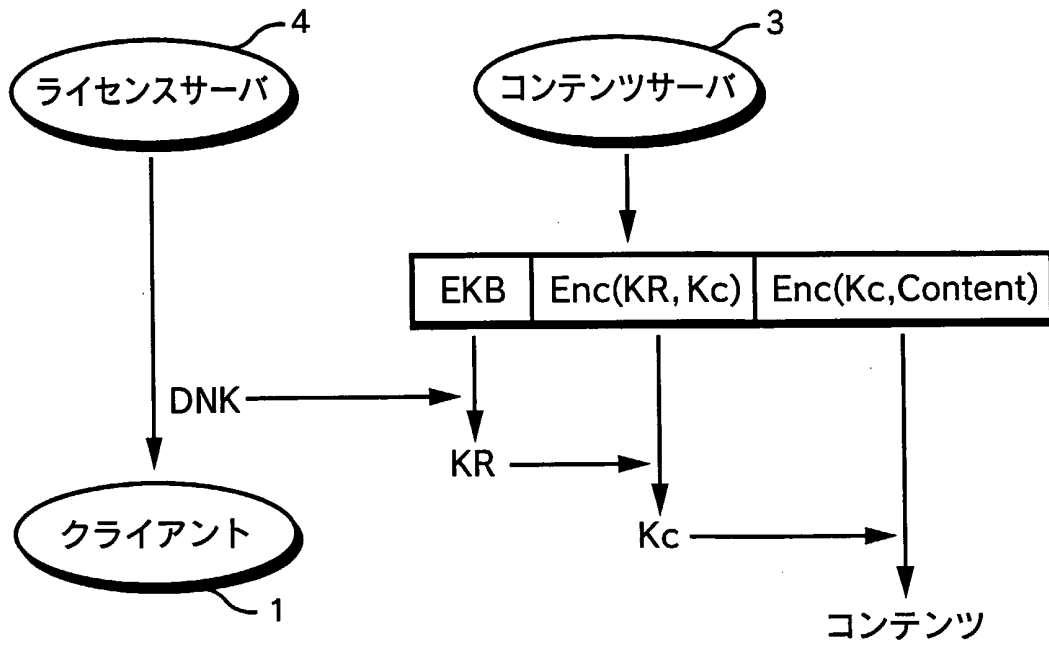 4
3
ライセンスサーバ
コンテンツサーバ
EKB
Enc(KR, Kc)
Enc(Kc,Content)
DNK
KR
クライアント
Kc
1
コンテンツ